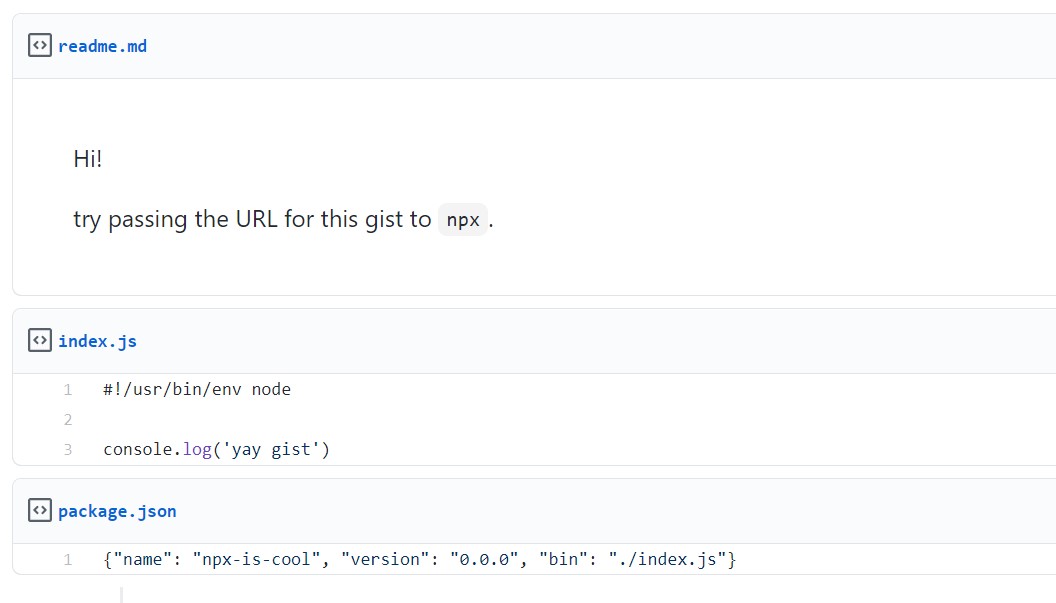 readme.md
Hi!
try passing the URL for this gist to npx.
index.js
1 #!/usr/bin/env node
2
3 console.log('yay gist')
package.json
1 {"name": "npx-is-cool", "version": "0.0.0", "bin": "./index.js"}